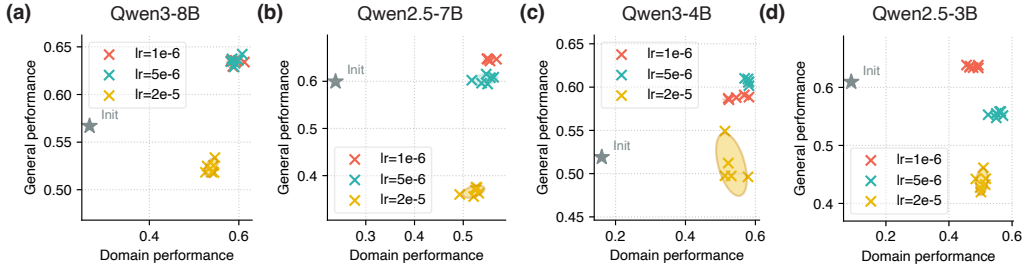 (a) Qwen3-8B
General performance
0.65
0.60
0.55
0.50
lr=1e-6
lr=5e-6
lr=2e-5
Init
0.4
0.6
Domain performance
(b) Qwen2.5-7B
General performance
0.6
0.5
0.4
Init
lr=1e-6
lr=5e-6
lr=2e-5
0.3
0.4
0.5
Domain performance
(c) Qwen3-4B
General performance
0.65
0.60
0.55
0.50
0.45
lr=1e-6
lr=5e-6
lr=2e-5
Init
0.2
0.4
0.6
Domain performance
(d) Qwen2.5-3B
General performance
0.6
0.5
0.4
Init
lr=1e-6
lr=5e-6
lr=2e-5
0.2
0.4
0.6
Domain performance